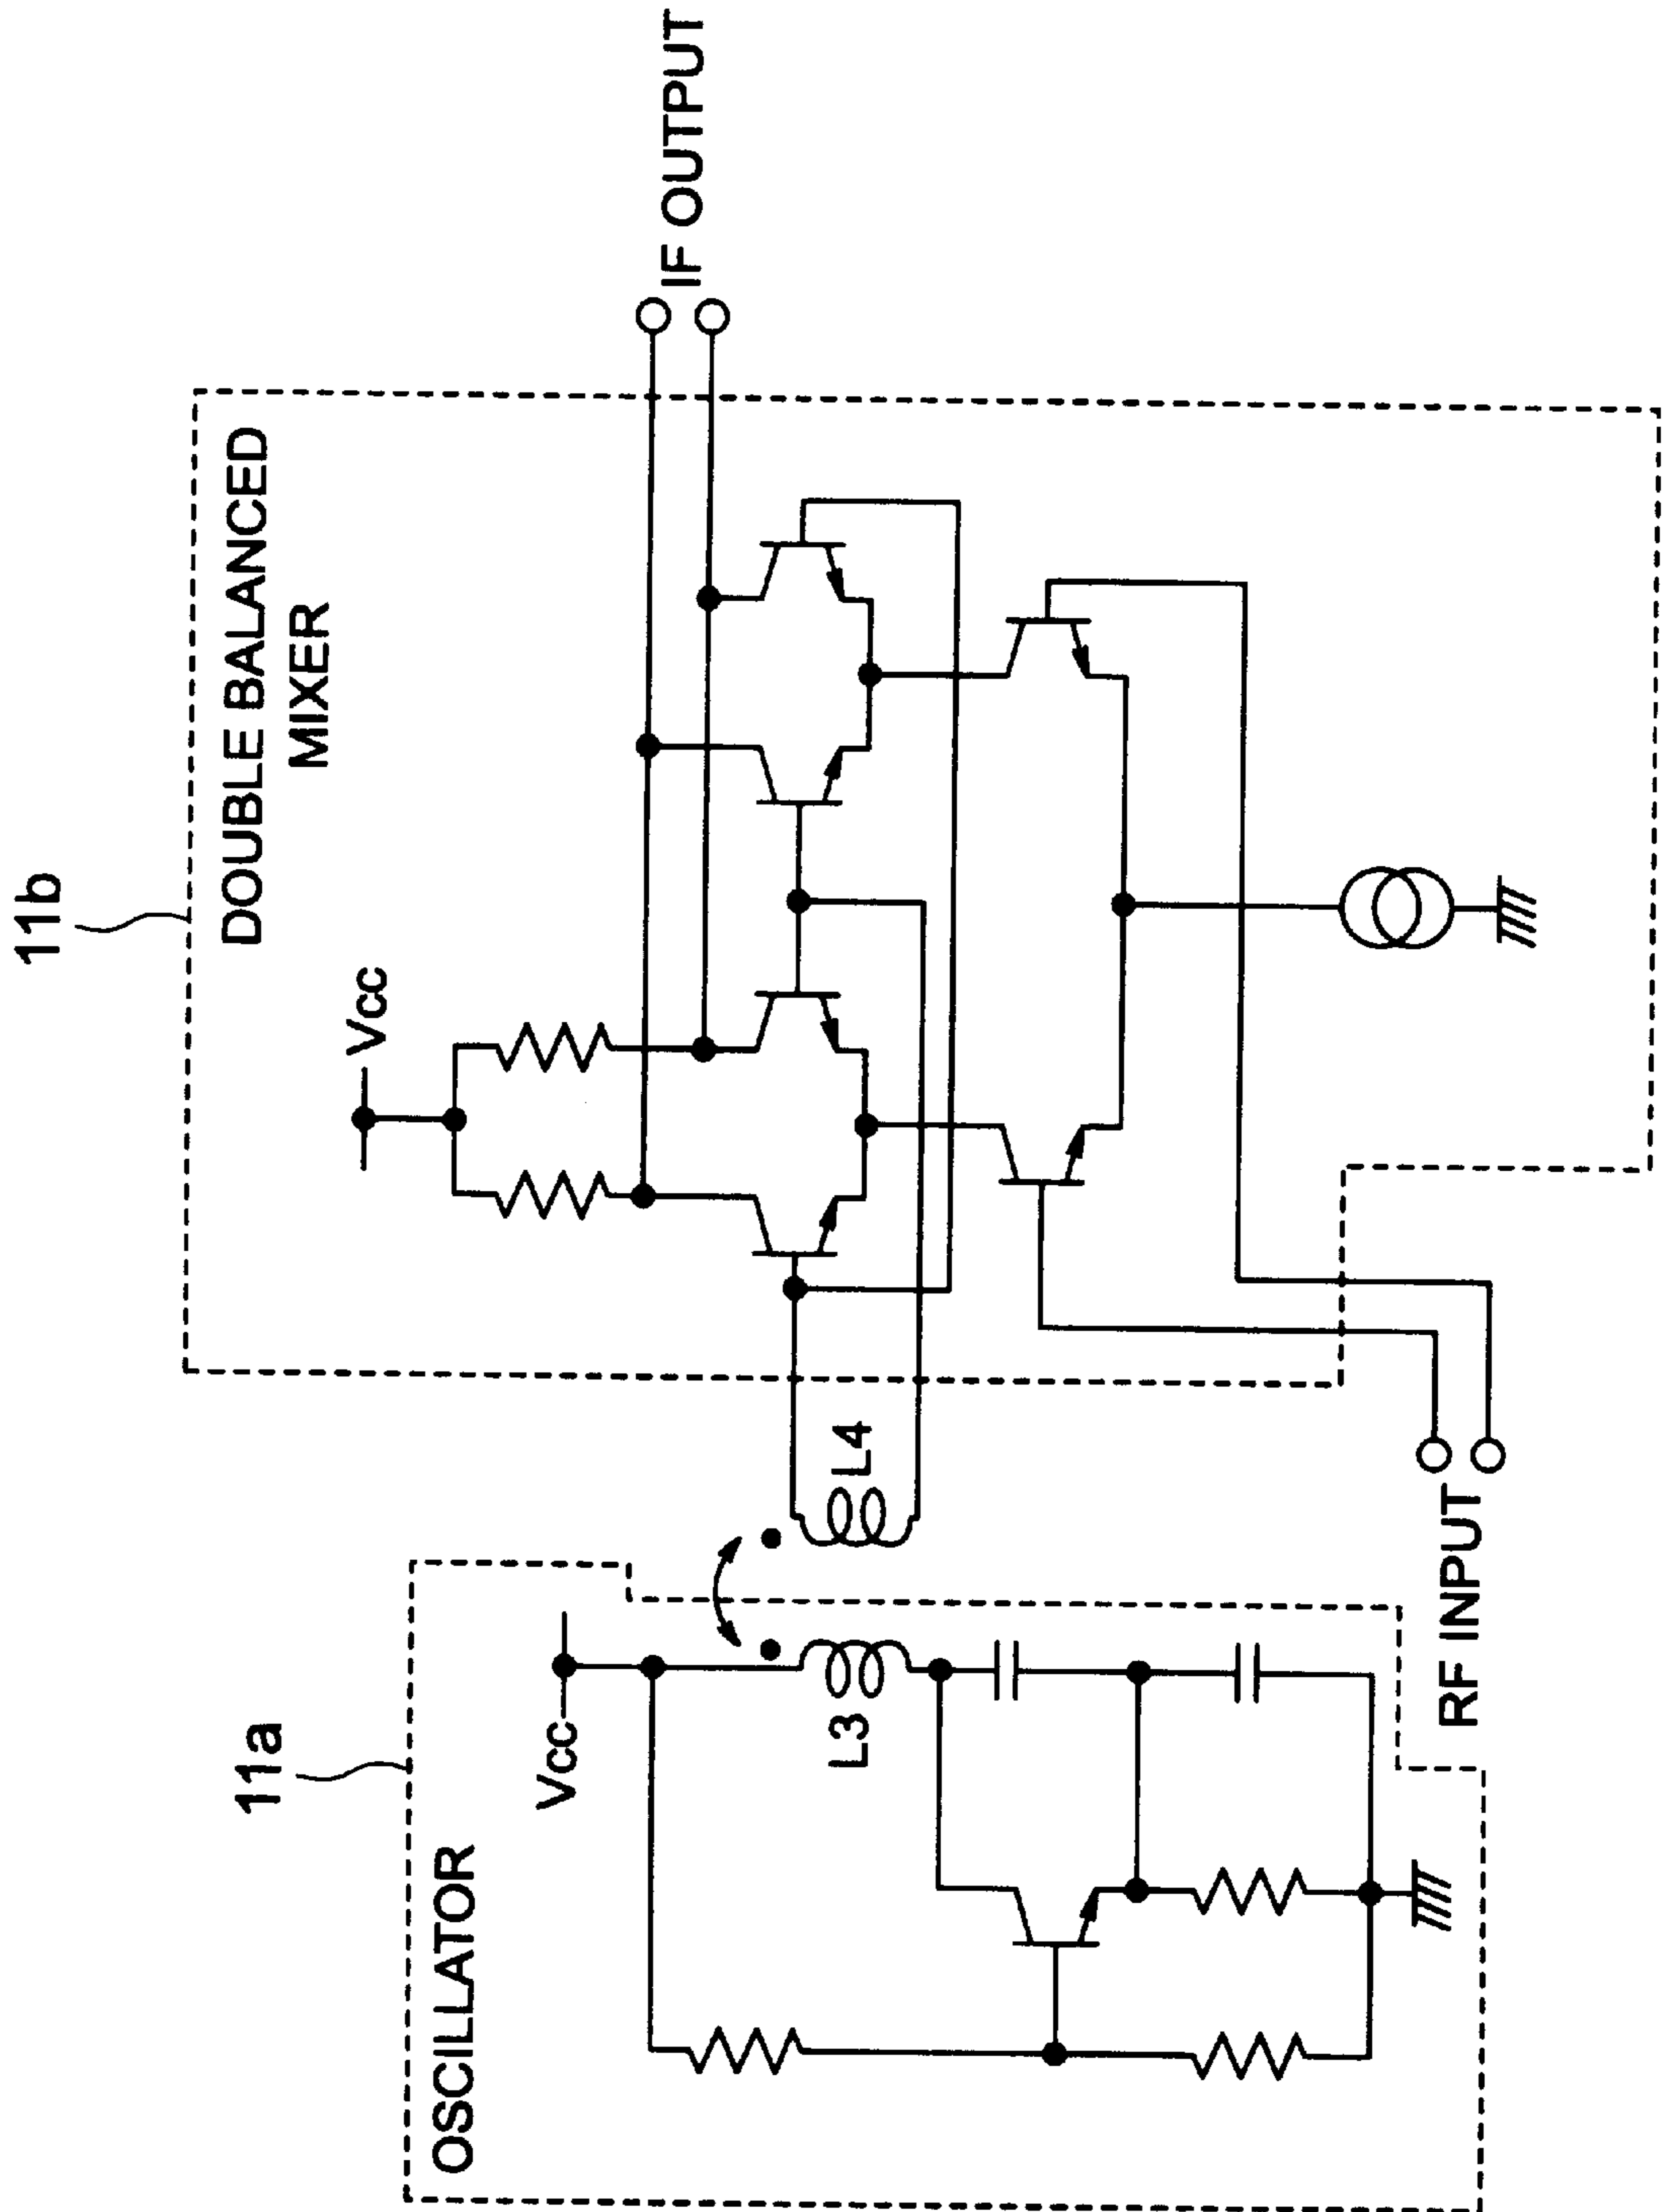 11b
DOUBLE BALANCED
MIXER
Vcc
IF OUTPUT
11a
OSCILLATOR
Vcc
L3
L4
RF INPUT